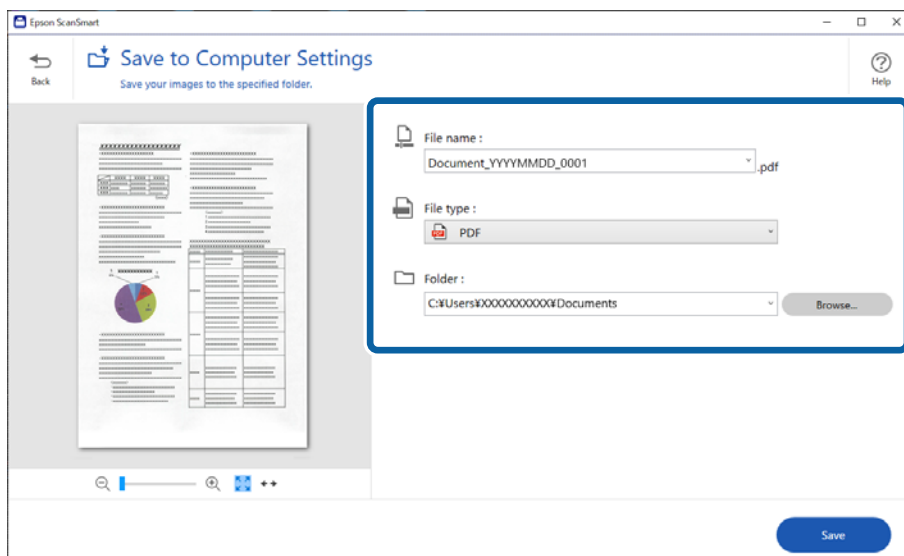 Epson ScanSmart
Back
Save to Computer Settings
Save your images to the specified folder.
Help
File name :
Document_YYYYMMDD_0001
.pdf
File type :
PDF
Folder :
C:¥Users¥XXXXXXXXXX¥Documents
Browse...
Save